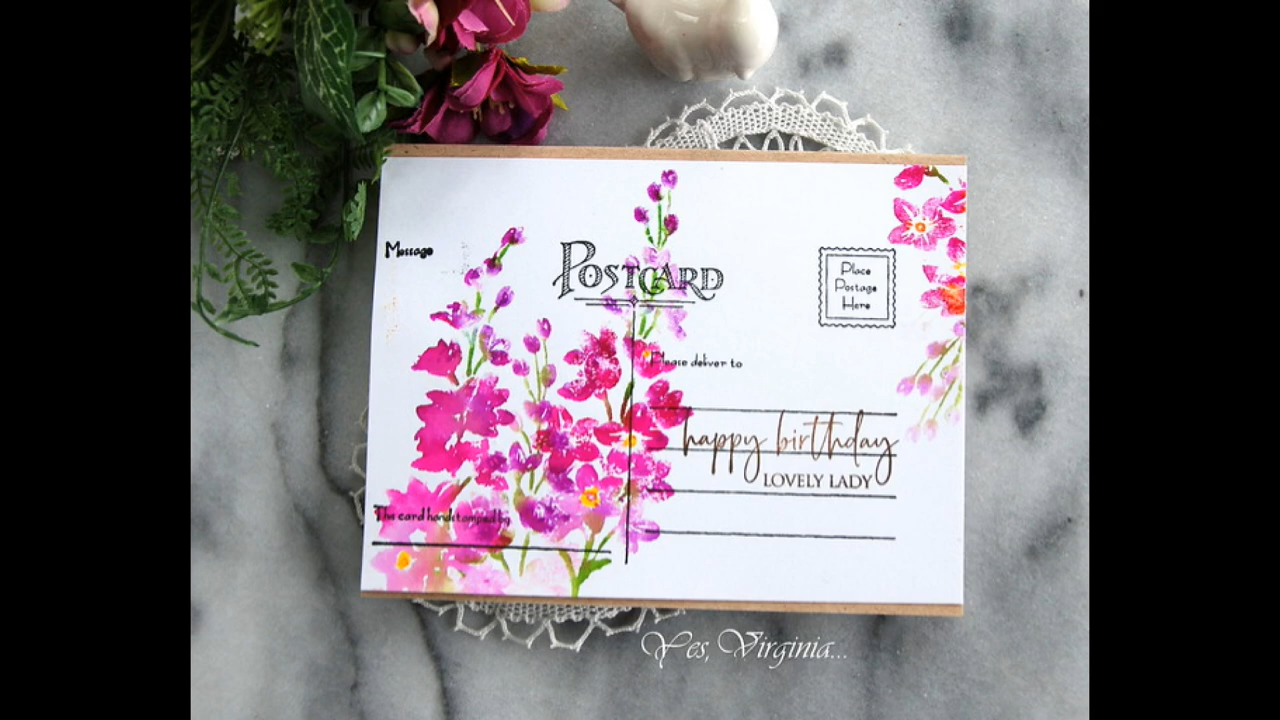 Message
POSTCARD
Place
Postage
Here
Please deliver to
happy birthday
LOVELY LADY
This card handstamped by
Yes, Virginia...